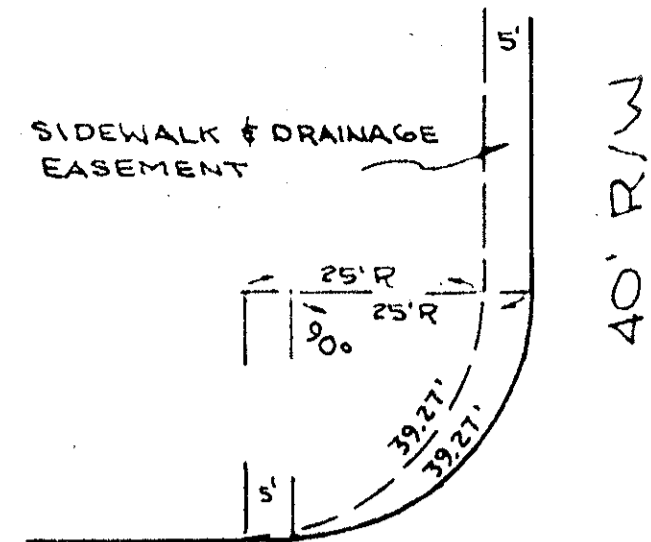 5'
SIDEWALK & DRAINAGE
EASEMENT
40' R/W
25'R
25'R
90°
39.27'
39.27'
5'